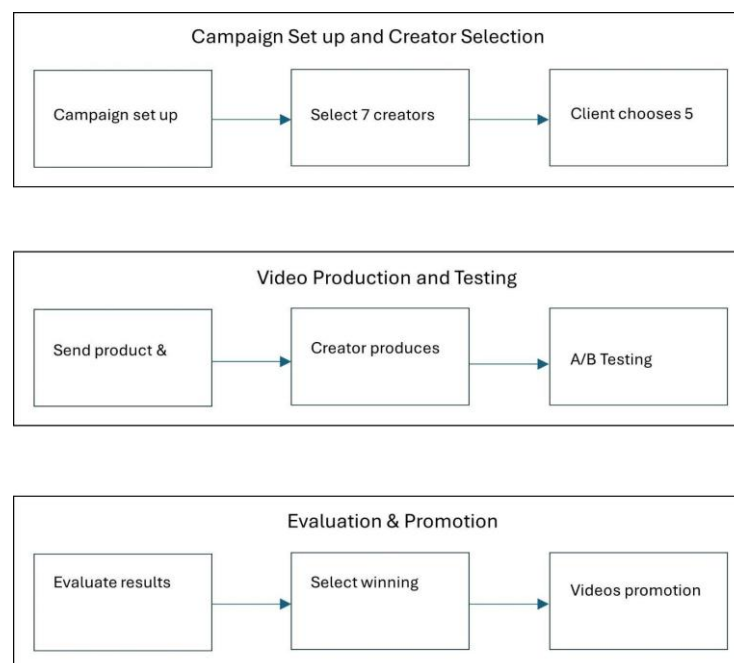 Campaign Set up and Creator Selection
Campaign set up
Select 7 creators
Client chooses 5
Video Production and Testing
Send product &
Creator produces
A/B Testing
Evaluation & Promotion
Evaluate results
Select winning
Videos promotion